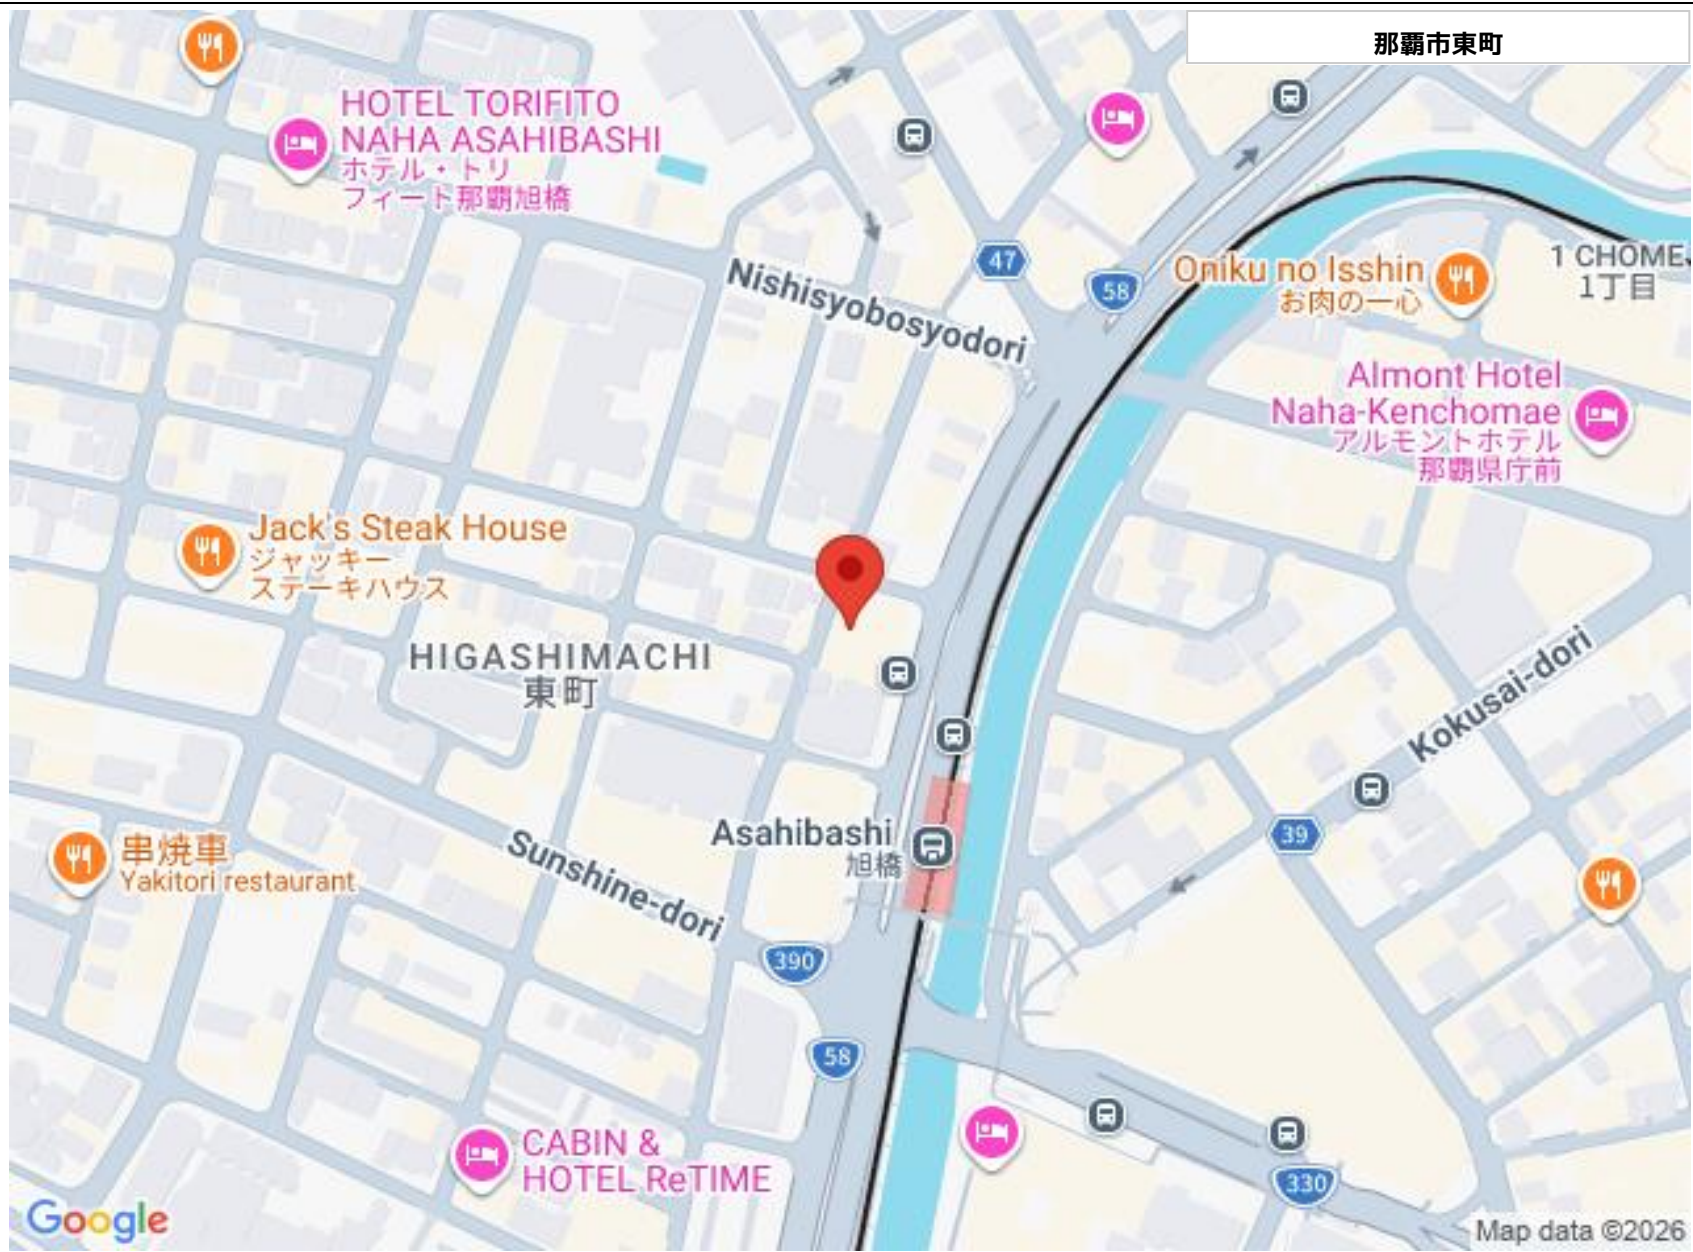 那覇市東町
HOTEL TORIFITO
NAHA ASAHIBASHI
ホテル・トリ
フィート那覇旭橋
47
58
Nishisyobosyodori
Oniku no Isshin
お肉の一心
1 CHOME
1丁目
Almont Hotel
Naha-Kenchomae
アルモントホテル
那覇県庁前
Jack's Steak House
ジャッキー
ステーキハウス
HIGASHIMACHI
東町
Kokusai-dori
39
Asahibashi
旭橋
串焼車
Yakitori restaurant
Sunshine-dori
390
58
CABIN &
HOTEL ReTIME
330
Google
Map data ©2026